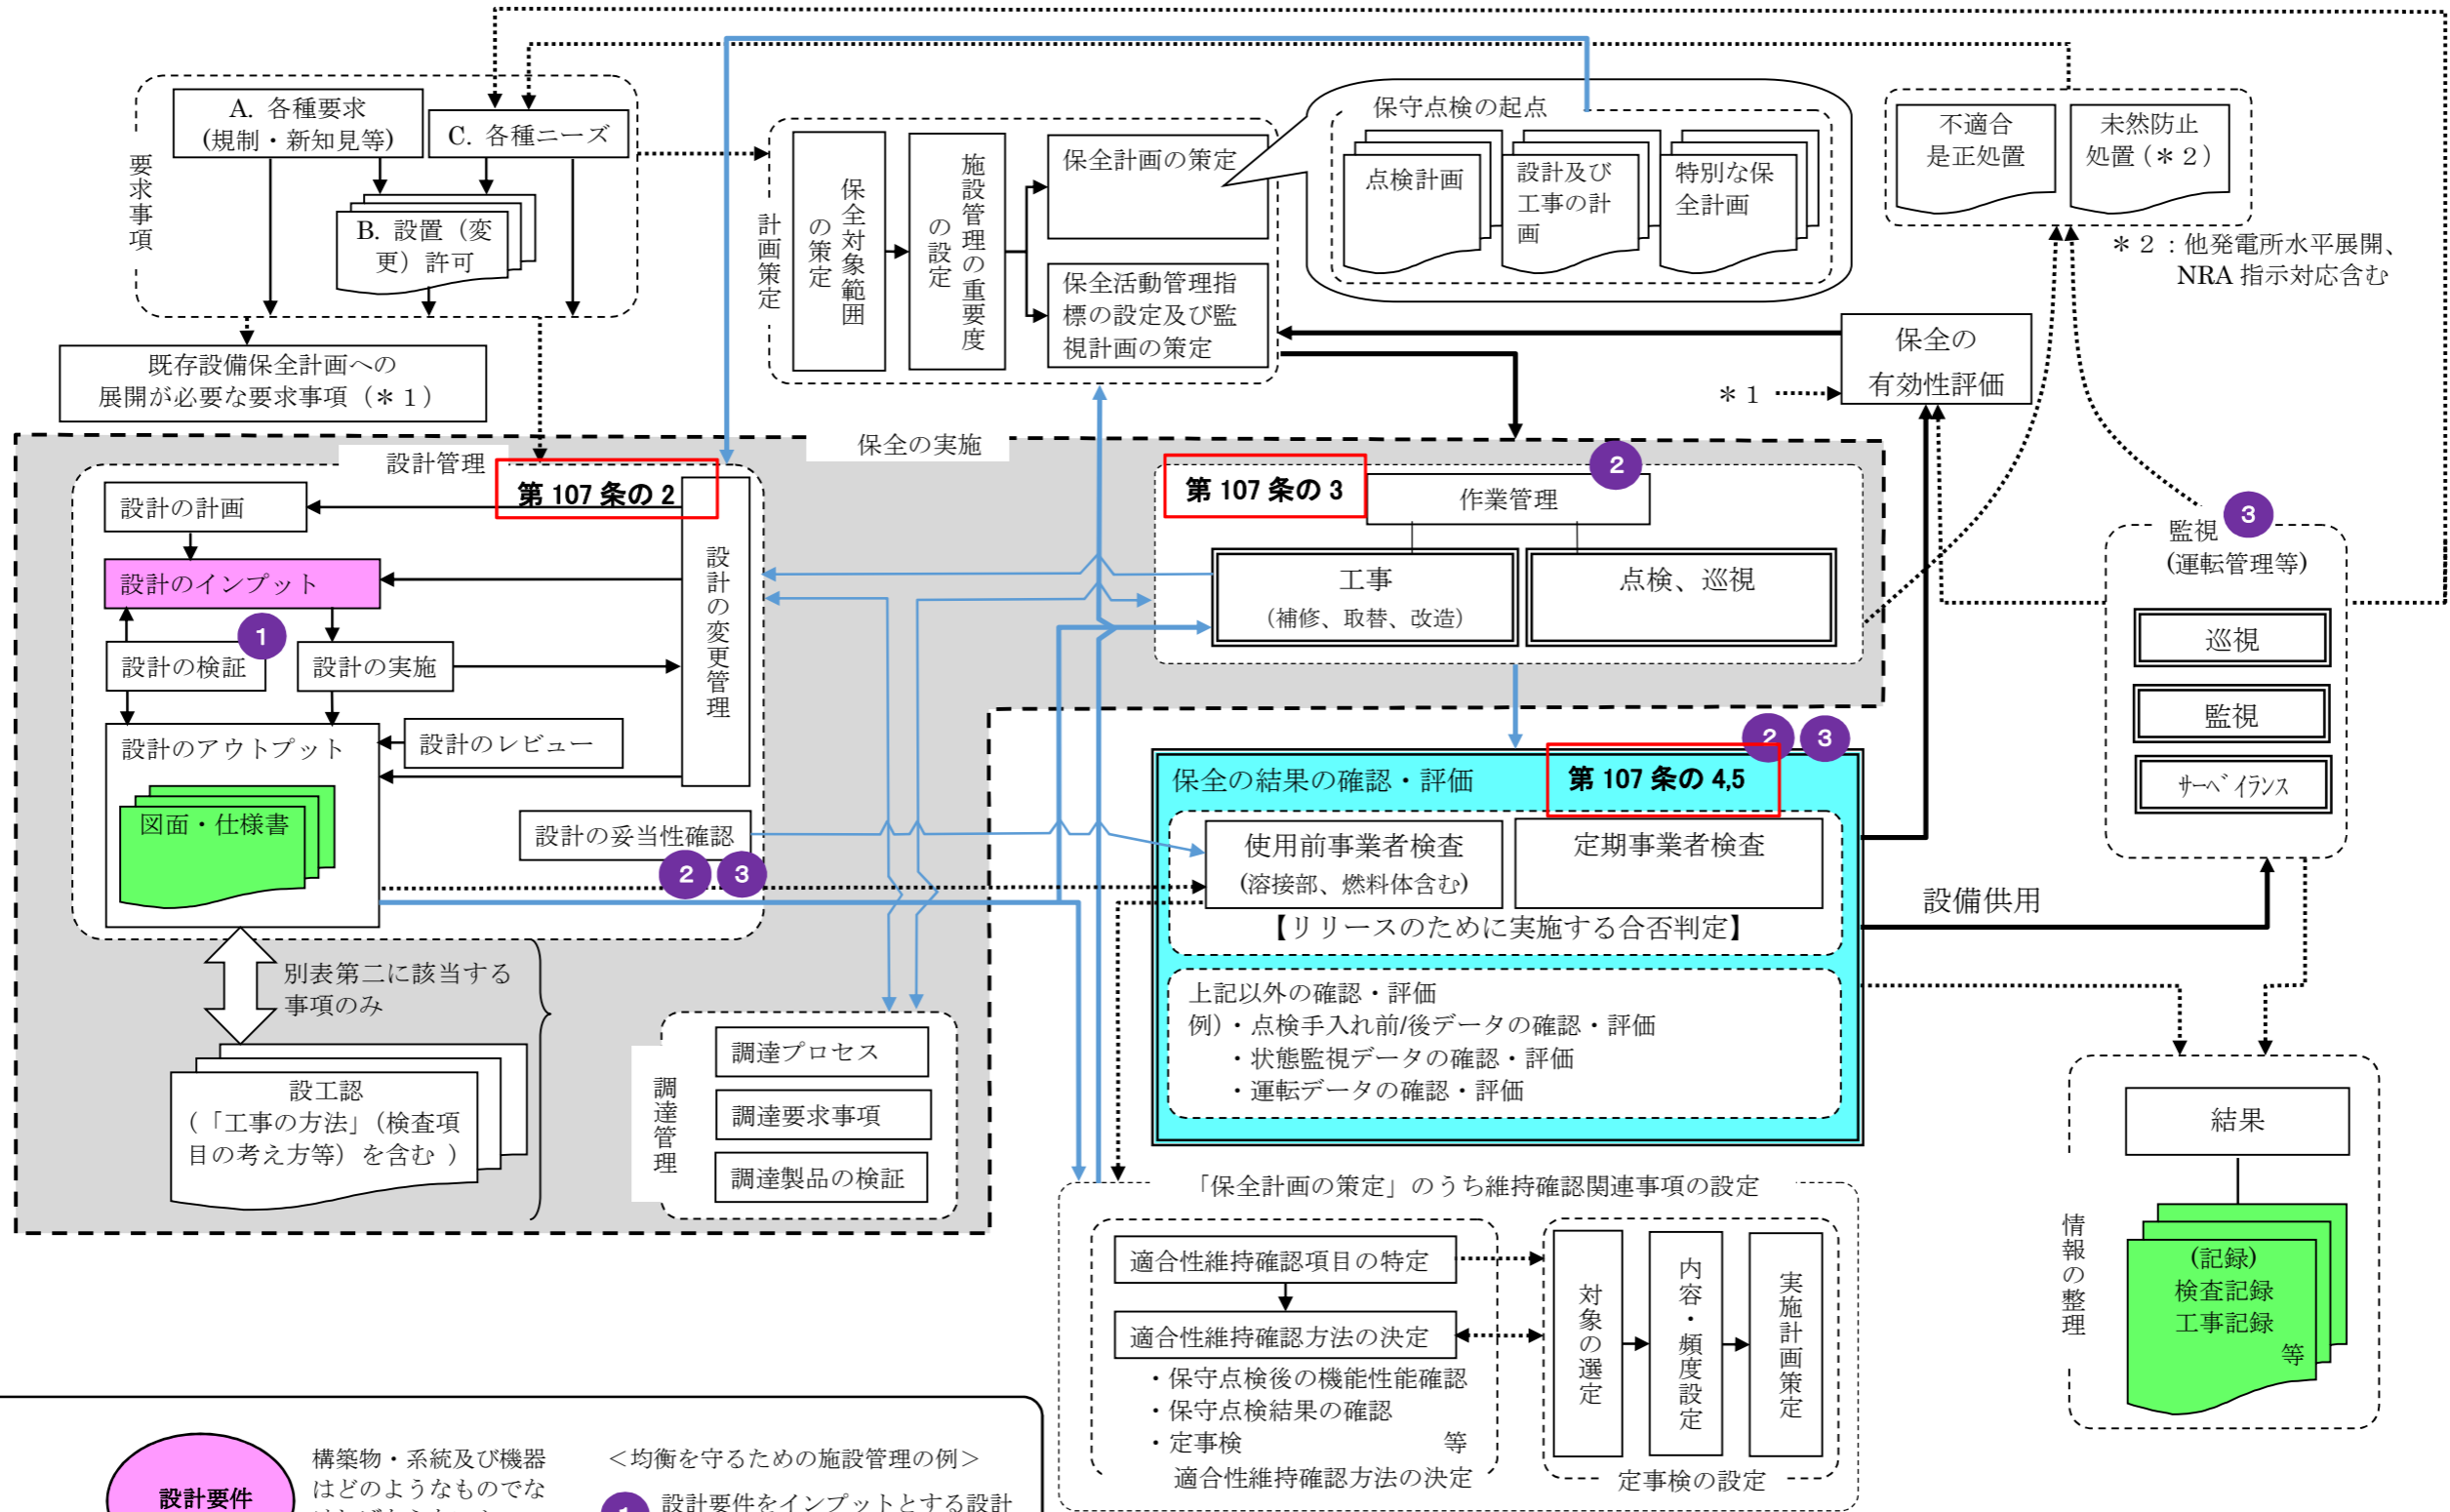 A. 各種要求
(規制・新知見等)
C. 各種ニーズ
要求事項
B. 設置（変
更）許可
既存設備保全計画への
展開が必要な要求事項（＊１）
計画策定
保全対象範囲
の策定
施設管理の重要度
の設定
保全計画の策定
保全活動管理指
標の設定及び監
視計画の策定
保守点検の起点
点検計画
設計及び
工事の計
画
特別な保
全計画
不適合
是正処置
未然防止
処置(＊２)
＊２：他発電所水平展開、
NRA 指示対応含む
保全の
有効性評価
＊１
保全の実施
設計管理
第 107 条の 2
設計の計画
設計のインプット
1
設計の検証
設計の実施
設計の変更管理
設計のアウトプット
設計のレビュー
図面・仕様書
設計の妥当性確認
2
3
別表第二に該当する
事項のみ
設工認
(「工事の方法」(検査項
目の考え方等）を含む ）
調達管理
調達プロセス
調達要求事項
調達製品の検証
第 107 条の 3
2
作業管理
工事
（補修、取替、改造）
点検、巡視
2
3
保全の結果の確認・評価
第 107 条の 4,5
使用前事業者検査
(溶接部、燃料体含む)
定期事業者検査
【リリースのために実施する合否判定】
上記以外の確認・評価
例）・点検手入れ前/後データの確認・評価
・状態監視データの確認・評価
・運転データの確認・評価
監視
3
(運転管理等)
巡視
監視
サーベイランス
設備供用
情報の整理
結果
(記録)
検査記録
工事記録
等
「保全計画の策定」のうち維持確認関連事項の設定
適合性維持確認項目の特定
適合性維持確認方法の決定
・保守点検後の機能性能確認
・保守点検結果の確認
・定事検 等
適合性維持確認方法の決定
対象の選定
内容・頻度設定
実施計画策定
定事検の設定
設計要件
構築物・系統及び機器
はどのようなものでな
＜均衡を守るための施設管理の例＞
1
設計要件をインプットとする設計